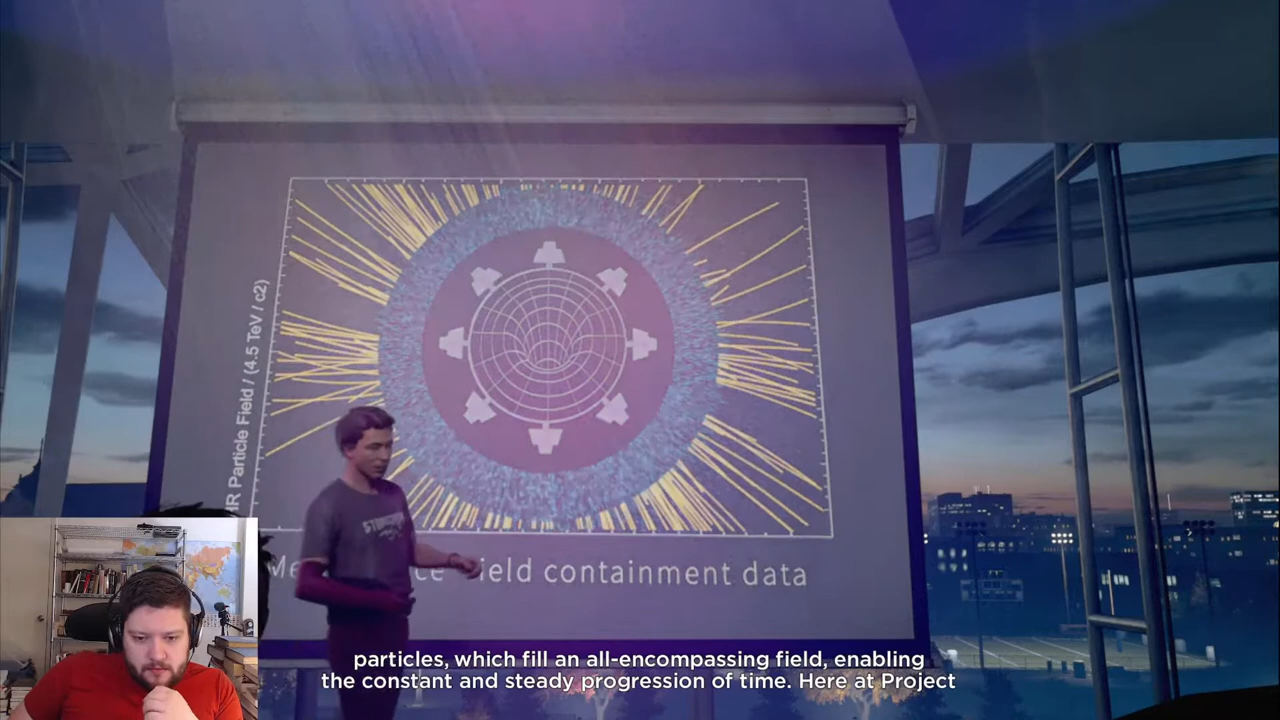 HR Particle Field / (4.5 TeV / c2)
ield containment data
particles, which fill an all-encompassing field, enabling
the constant and steady progression of time. Here at Project